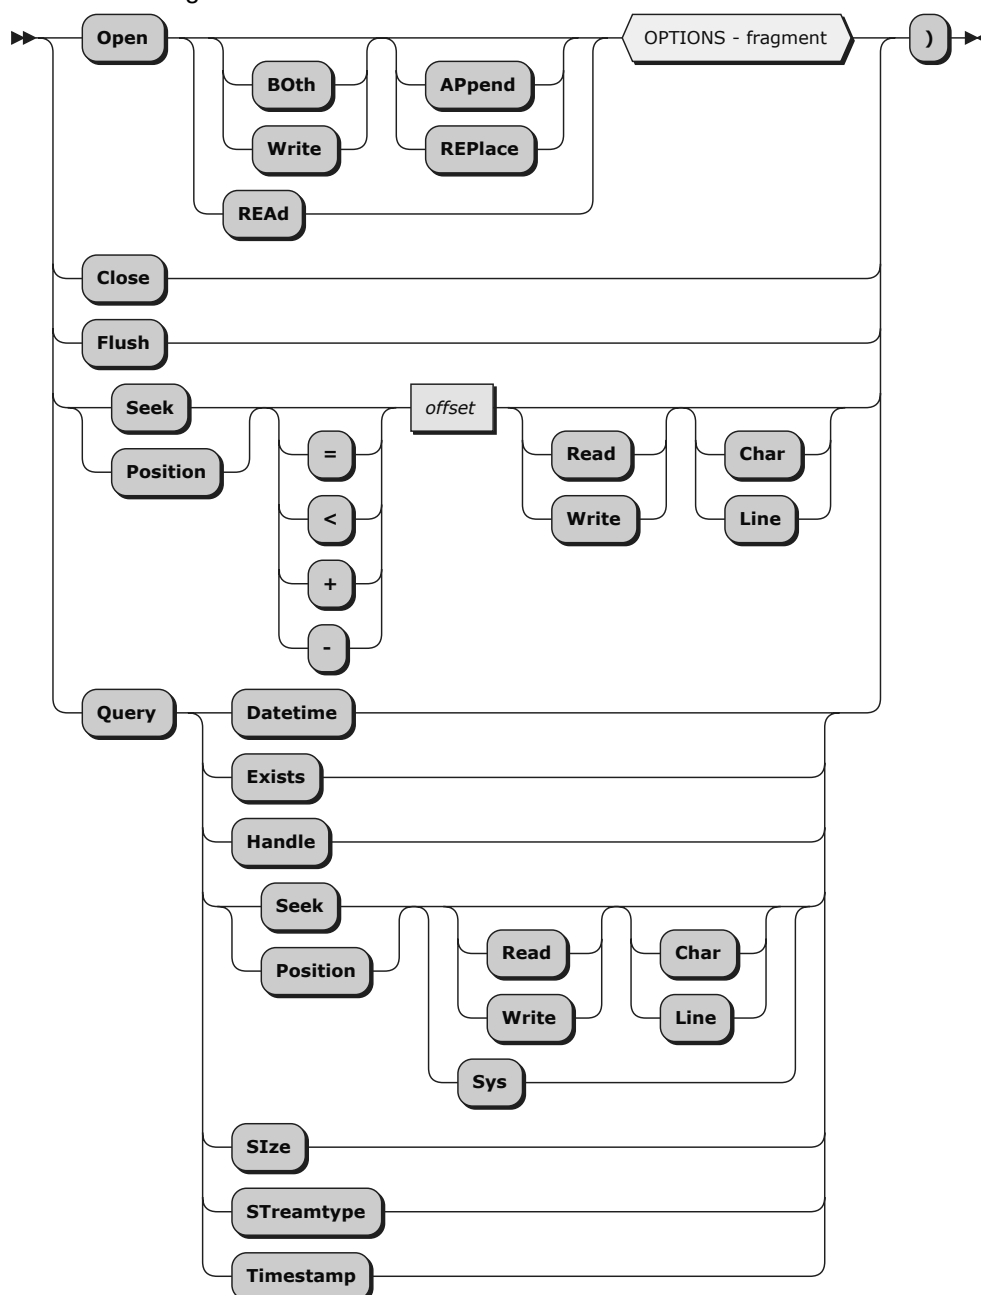 Open OPTIONS - fragment )
BOth APpend
Write REPlace
REAd
Close
Flush
Seek offset
Position
= Read Char
< Write Line
+
-
Query Datetime
Exists
Handle
Seek
Position
Read Char
Write Line
Sys
SIze
STreamtype
Timestamp